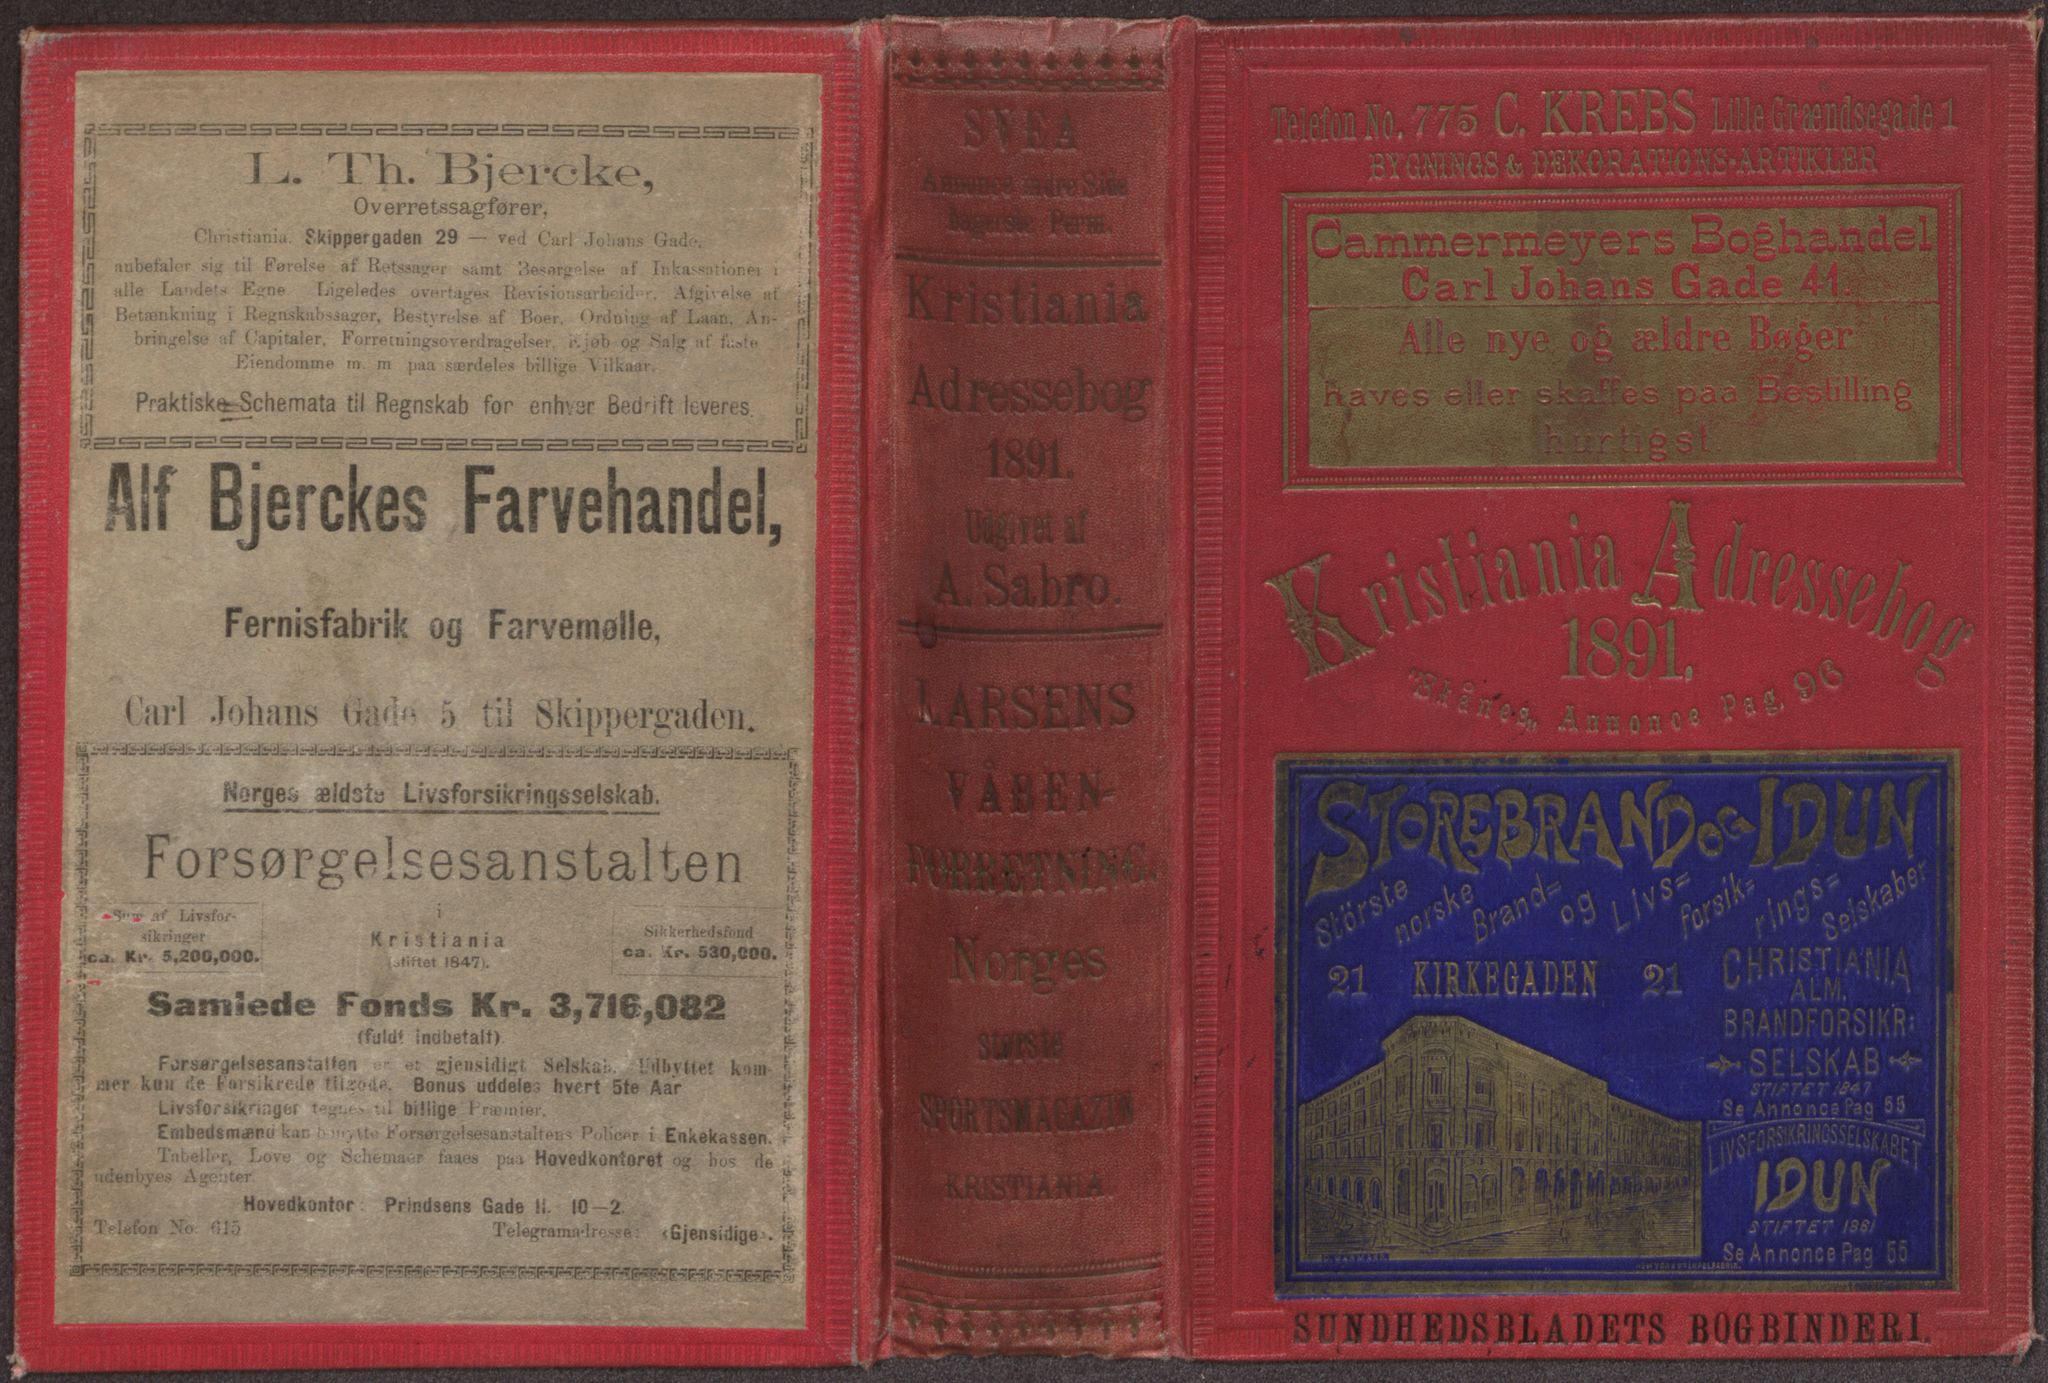 L. Th. Bjercke,
Overretssagfører,
Christiania. Skippergaden 29 — ved Carl Johans Gade,
anbefaler sig til Førelse af Retssager samt Besørgelse af Inkassationer i
alle Landets Egne Ligeledes overtages Revisionsarbeider, Afgivelse af
Betænkning i Regnskabssager, Bestyrelse af Boer, Ordning af Laan, An-
bringelse af Capitaler, Forretningsoverdragelser, Kjøb og Salg af faste
Eiendomme m. m paa særdeles billige Vilkaar.
Praktiske Schemata til Regnskab for enhver Bedrift leveres.
Alf Bjerckes Farvehandel,
Fernisfabrik og Farvemølle,
Carl Johans Gade 5 til Skippergaden.
Norges ældste Livsforsikringsselskab.
Forsørgelsesanstalten
Sum af Livsfor-
sikringer
ca. Kr. 5,200,000.
i
Kristiania
(stiftet 1847).
Sikkerhedsfond
ca. Kr. 530,000.
Samlede Fonds Kr. 3,716,082
(fuldt indbetalt)
Forsørgelsesanstalten er et gjensidigt Selskab. Udbyttet kom-
mer kun de Forsikrede tilgode. Bonus uddeles hvert 5te Aar
Livsforsikringer tegnes til billige Præmier.
Embedsmænd kan benytte Forsørgelsesanstaltens Policer i Enkekassen.
Tabeller, Love og Schemaer faaes paa Hovedkontoret og hos de
udenbyes Agenter
Hovedkontor: Prindsens Gade 11. 10—2.
Telefon No. 615 Telegramadresse: «Gjensidige».
SVEA
Annonce andre Side
bagerste Perm.
Kristiania
Adressebog
1891.
Udgivet af
A. Sabro.
LARSENS
VÅBEN-
FORRETNING.
Norges
største
SPORTSMAGAZIN
KRISTIANIA.
Telefon No. 775 C. KREBS Lille Grændsegade 1
BYGNINGS & DEKORATIONS-ARTIKLER
Cammermeyers Boghandel
Carl Johans Gade 41.
Alle nye og ældre Bøger
haves eller skaffes paa Bestilling
hurtigst.
Kristiania Adressebog
1891.
"Skånes„ Annonce Pag. 96
STOREBRAND OG IDUN
Störste norske Brand= og Livs= forsik= rings= Selskaber
21 KIRKEGADEN 21
CHRISTIANIA
ALM.
BRANDFORSIKR:
SELSKAB
STIFTET 1847
Se Annonce Pag 55
LIVSFORSIKRINGSSELSKABET
IDUN
STIFTET 1861
Se Annonce Pag 55
SUNDHEDSBLADETS BOGBINDERI.